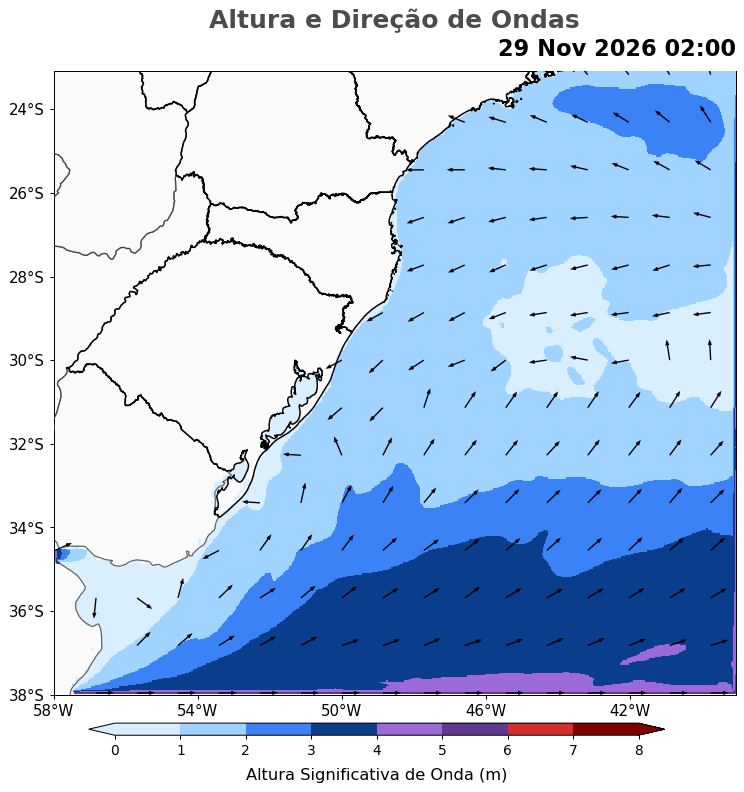 Altura e Direção de Ondas
29 Nov 2026 02:00
24°S
26°S
28°S
30°S
32°S
34°S
36°S
38°S
58°W 54°W 50°W 46°W 42°W
0 1 2 3 4 5 6 7 8
Altura Significativa de Onda (m)